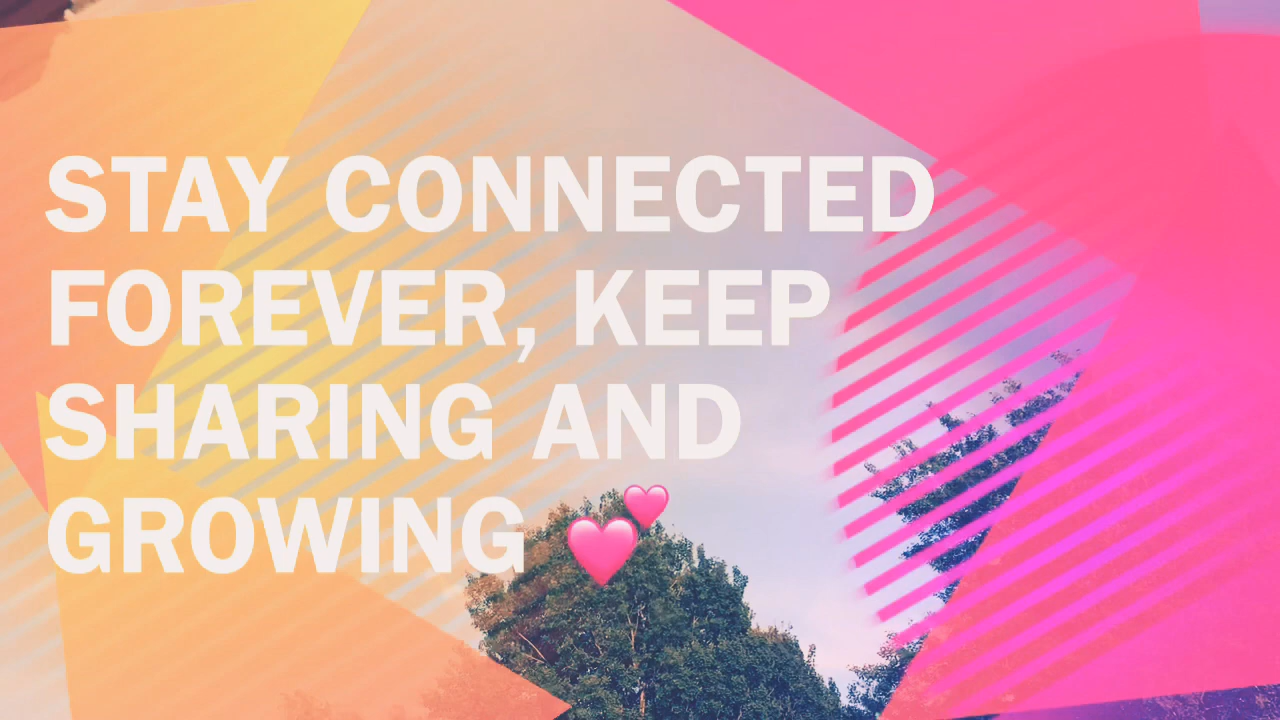 STAY CONNECTED
FOREVER, KEEP
SHARING AND
GROWING 💕